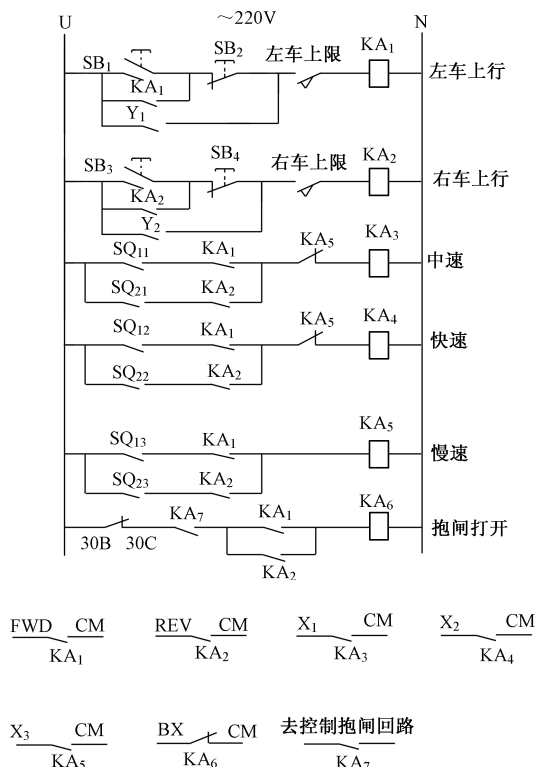 U ～220V N
SB₁ SB₂ 左车上限 KA₁
左车上行
KA₁
Y₁
SB₃ SB₄ 右车上限 KA₂
右车上行
KA₂
Y₂
SQ₁₁ KA₁ KA₅ KA₃
中速
SQ₂₁ KA₂
SQ₁₂ KA₁ KA₅ KA₄
快速
SQ₂₂ KA₂
SQ₁₃ KA₁ KA₅
慢速
SQ₂₃ KA₂
KA₇ KA₁ KA₆
抱闸打开
30B 30C
KA₂
FWD CM REV CM X₁ CM X₂ CM
KA₁ KA₂ KA₃ KA₄
X₃ CM BX CM 去控制抱闸回路
KA₅ KA₆ KA₇